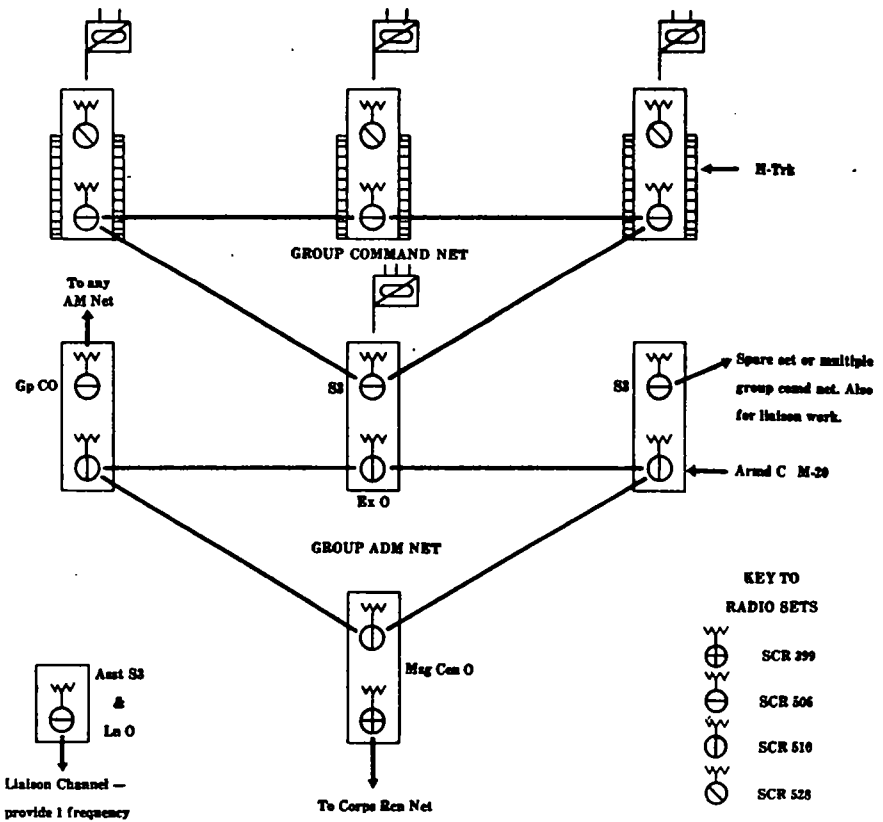 H-Trk
GROUP COMMAND NET
To any
AM Net
Gp CO
S3
S3
Spare set or multiple
group comd net. Also
for liaison work.
Armd C M-20
Ex O
GROUP ADM NET
KEY TO
RADIO SETS
SCR 399
SCR 506
SCR 510
SCR 528
Msg Cen O
Asst S3
&
Ln O
Liaison Channel —
provide 1 frequency
To Corps Rcn Net